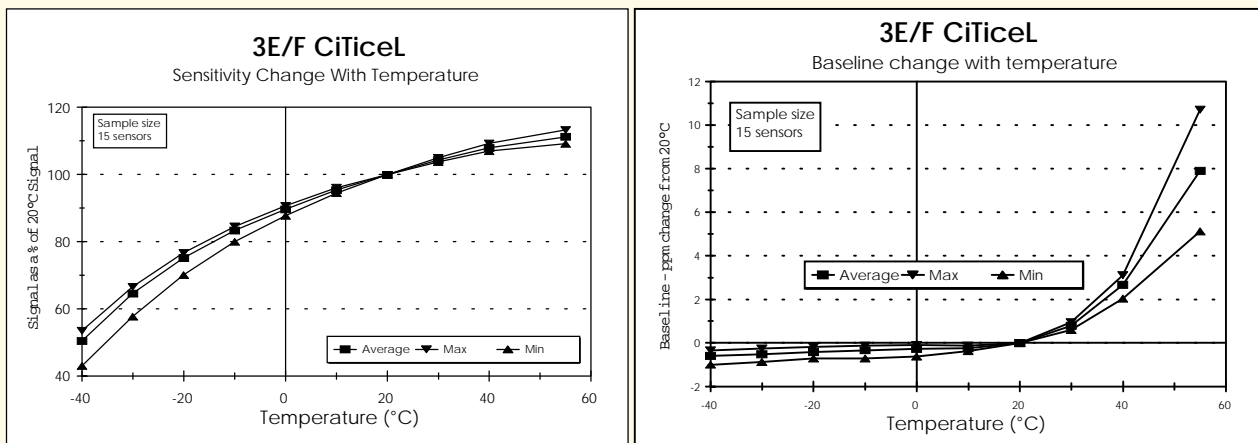 3E/F CiTiceL
Sensitivity Change With Temperature
120
100
80
60
40
Signal as a % of 20°C Signal
Sample size
15 sensors
Average Max Min
-40 -20 0 20 40 60
Temperature (°C)
3E/F CiTiceL
Baseline change with temperature
12
10
8
6
4
2
0
-2
Baseline - ppm change from 20°C
Sample size
15 sensors
Average Max Min
-40 -20 0 20 40 60
Temperature (°C)